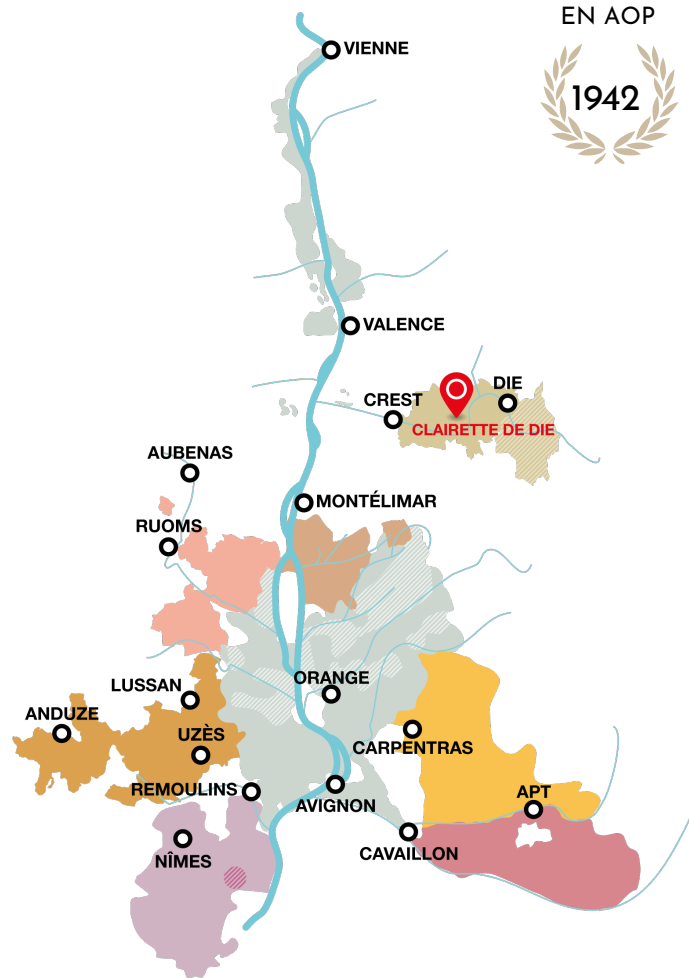 EN AOP
1942
VIENNE
VALENCE
DIE
CREST
CLAIRETTE DE DIE
AUBENAS
MONTÉLIMAR
RUOMS
ORANGE
LUSSAN
ANDUZE
UZÈS
CARPENTRAS
REMOULINS
AVIGNON
APT
CAVAILLON
NÎMES